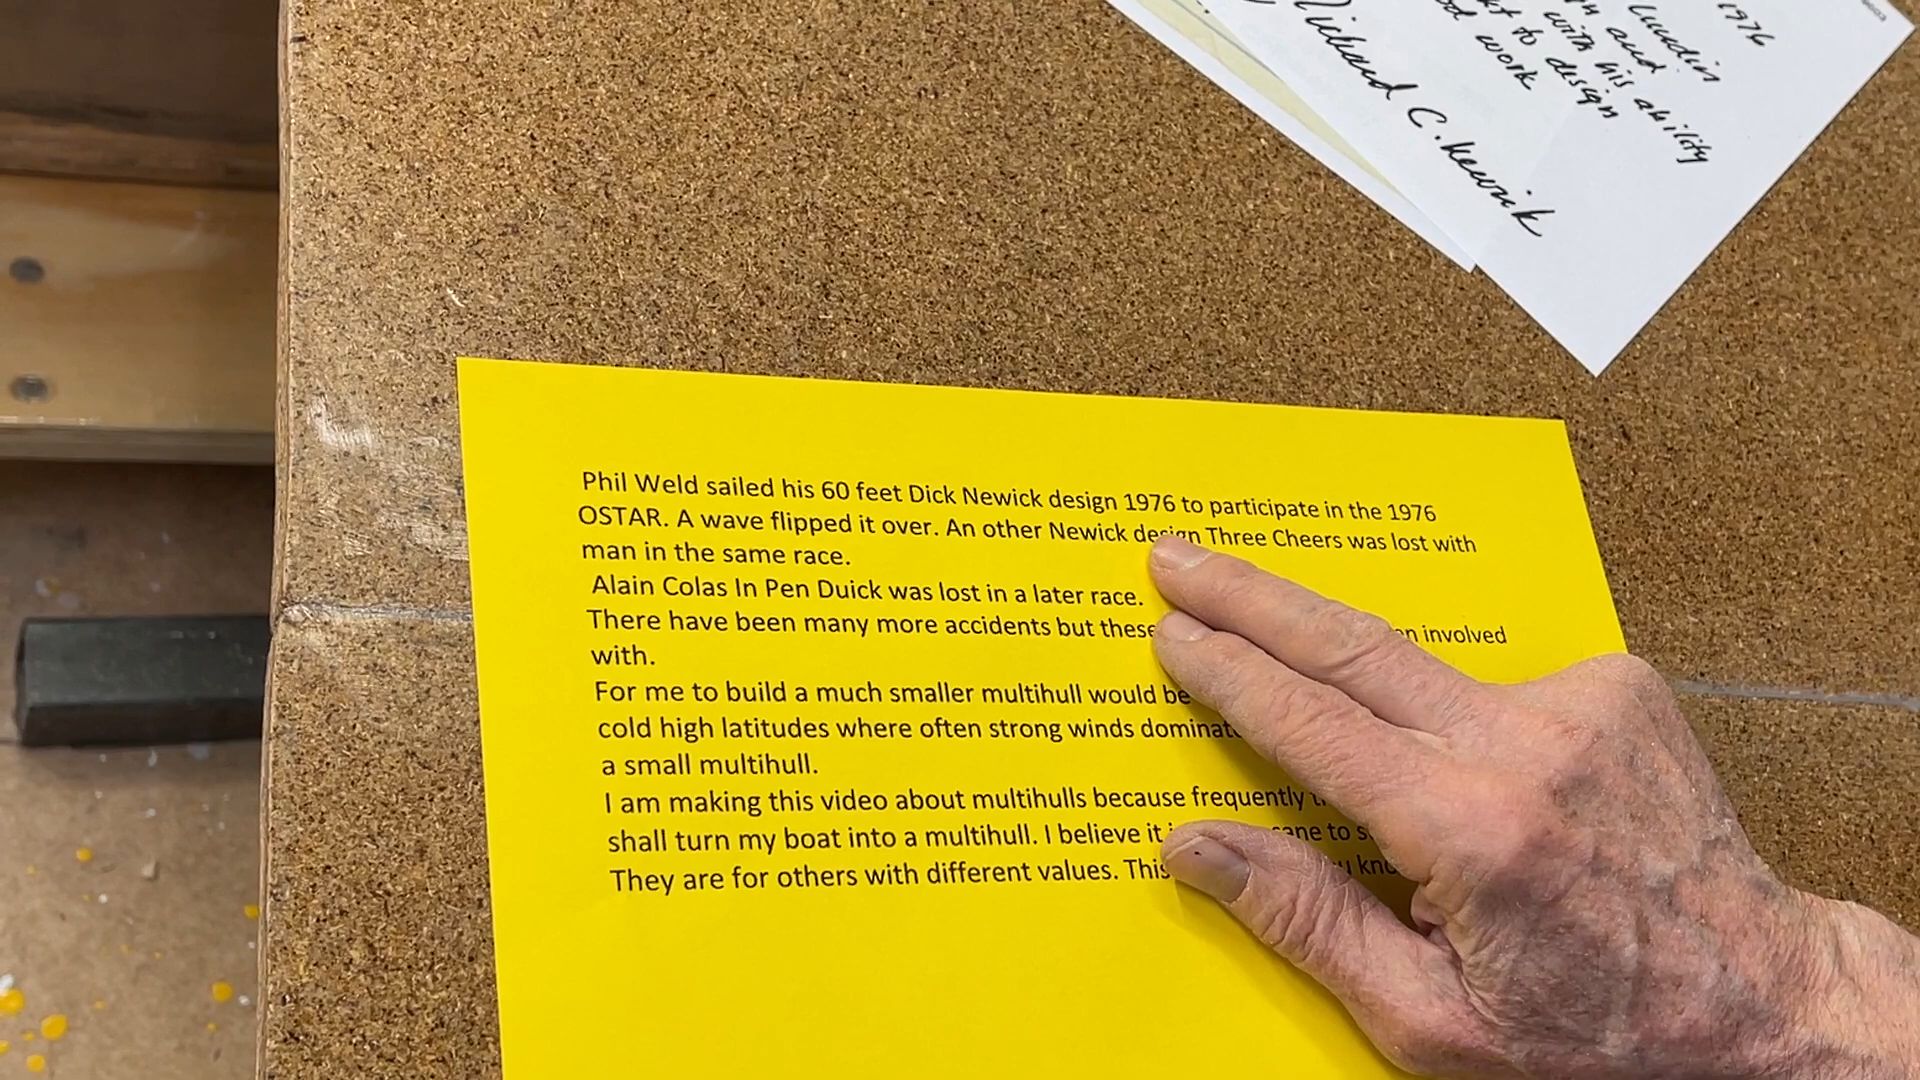 1976
Lundin
and
with his ability
to design
work
Richard C. Newick
Phil Weld sailed his 60 feet Dick Newick design 1976 to participate in the 1976
OSTAR. A wave flipped it over. An other Newick design Three Cheers was lost with
man in the same race.
Alain Colas In Pen Duick was lost in a later race.
There have been many more accidents but these involved
with.
For me to build a much smaller multihull would be
cold high latitudes where often strong winds
a small multihull.
I am making this video about multihulls because frequently
shall turn my boat into a multihull. I believe it to
They are for others with different values. This